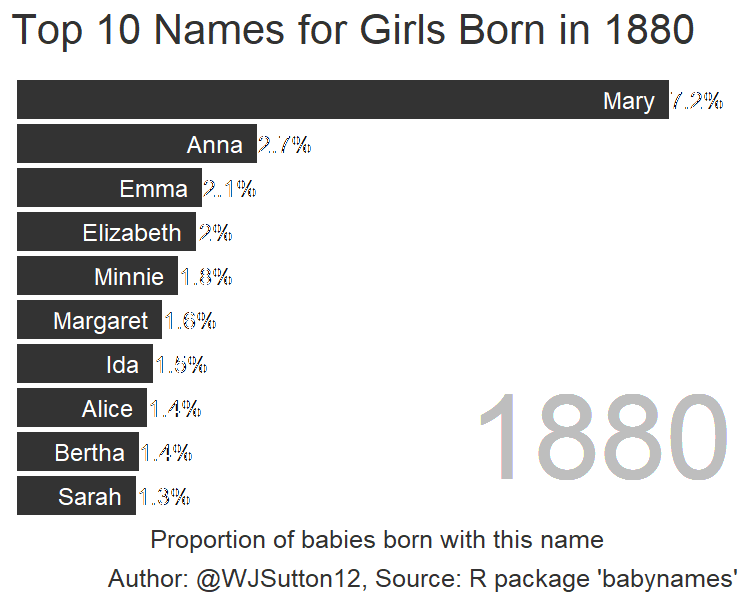 Top 10 Names for Girls Born in 1880
Mary 7.2%
Anna 2.7%
Emma 2.1%
Elizabeth 2%
Minnie 1.8%
Margaret 1.6%
Ida 1.5%
Alice 1.4%
Bertha 1.4%
Sarah 1.3%
1880
Proportion of babies born with this name
Author: @WJSutton12, Source: R package 'babynames'